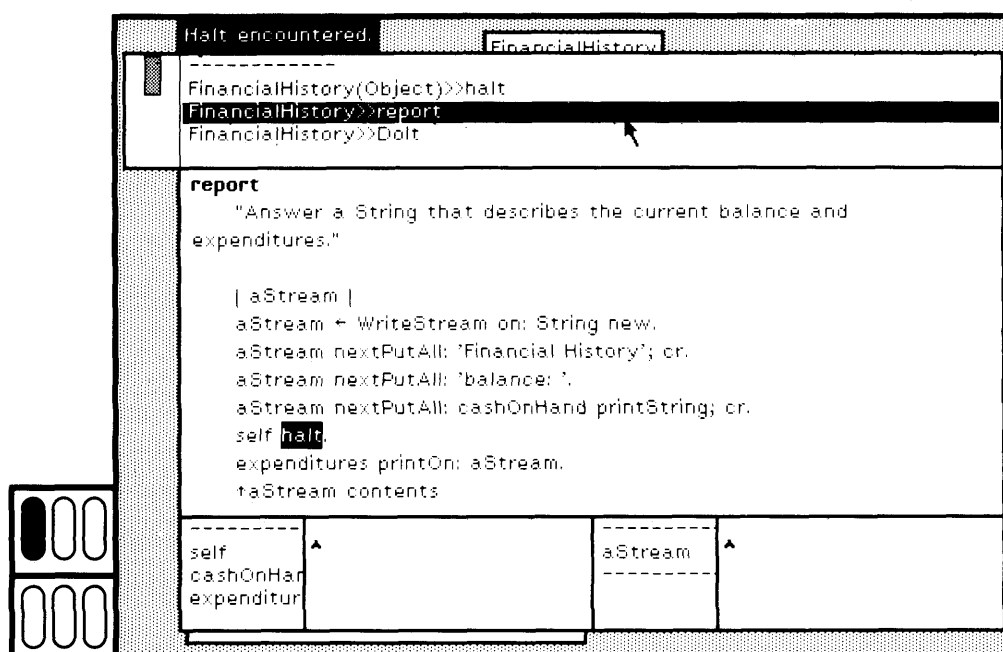 Halt encountered.
FinancialHistory
------------
FinancialHistory(Object)>>halt
FinancialHistory>>report
FinancialHistory>>DoIt
report
"Answer a String that describes the current balance and
expenditures."
| aStream |
aStream ← WriteStream on: String new.
aStream nextPutAll: 'Financial History'; cr.
aStream nextPutAll: 'balance: '.
aStream nextPutAll: cashOnHand printString; cr.
self halt.
expenditures printOn: aStream.
↑aStream contents
----------
self
cashOnHan
expenditur
----------
aStream
----------